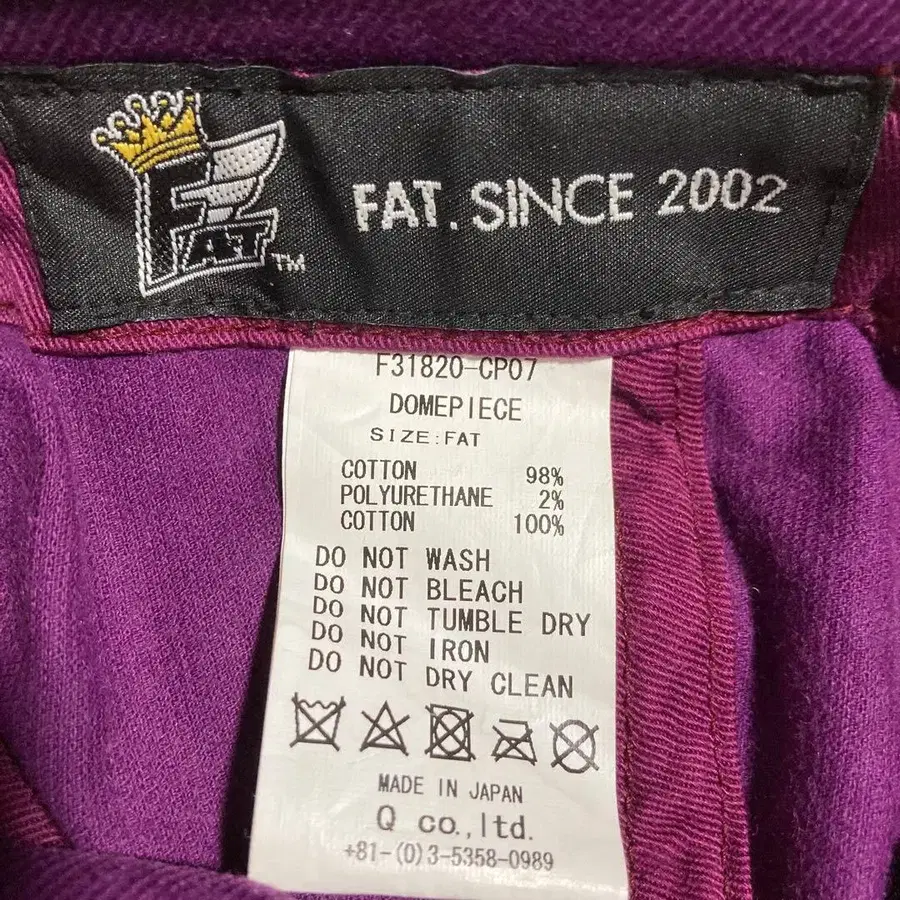 FAT
TM
FAT. SINCE 2002
F31820-CP07
DOMEPIECE
SIZE:FAT
COTTON 98%
POLYURETHANE 2%
COTTON 100%
DO NOT WASH
DO NOT BLEACH
DO NOT TUMBLE DRY
DO NOT IRON
DO NOT DRY CLEAN
MADE IN JAPAN
Q co.,ltd.
+81-(0)3-5358-0989